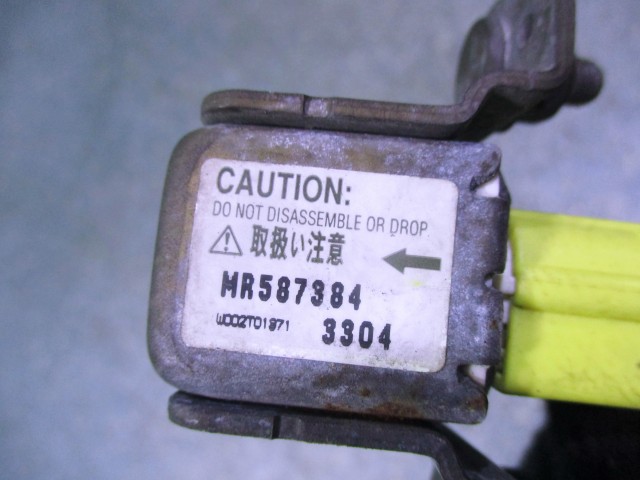 CAUTION:
DO NOT DISASSEMBLE OR DROP
取扱い注意
MR587384
W002T01971 3304